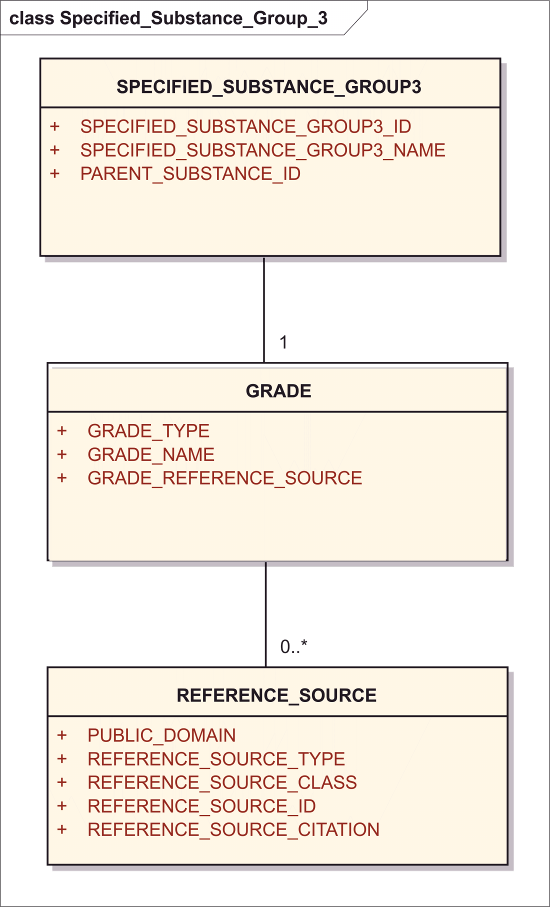 class Specified_Substance_Group_3
SPECIFIED_SUBSTANCE_GROUP3
+ SPECIFIED_SUBSTANCE_GROUP3_ID
+ SPECIFIED_SUBSTANCE_GROUP3_NAME
+ PARENT_SUBSTANCE_ID
1
GRADE
+ GRADE_TYPE
+ GRADE_NAME
+ GRADE_REFERENCE_SOURCE
0..*
REFERENCE_SOURCE
+ PUBLIC_DOMAIN
+ REFERENCE_SOURCE_TYPE
+ REFERENCE_SOURCE_CLASS
+ REFERENCE_SOURCE_ID
+ REFERENCE_SOURCE_CITATION